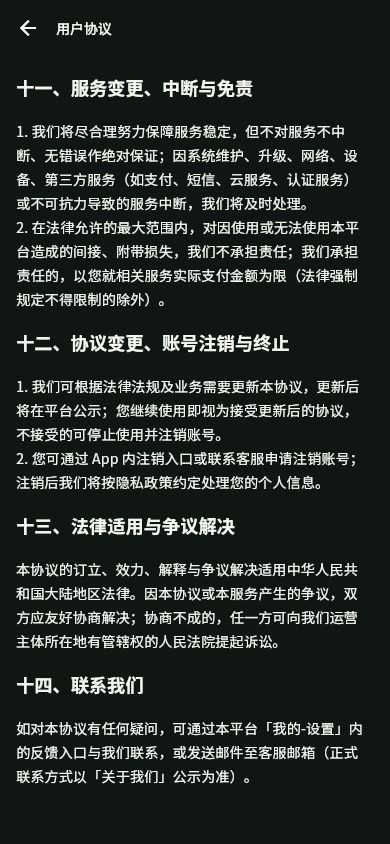 用户协议
十一、服务变更、中断与免责
1. 我们将尽合理努力保障服务稳定，但不对服务不中
断、无错误作绝对保证；因系统维护、升级、网络、设
备、第三方服务（如支付、短信、云服务、认证服务）
或不可抗力导致的服务中断，我们将及时处理。
2. 在法律允许的最大范围内，对因使用或无法使用本平
台造成的间接、附带损失，我们不承担责任；我们承担
责任的，以您就相关服务实际支付金额为限（法律强制
规定不得限制的除外）。
十二、协议变更、账号注销与终止
1. 我们可根据法律法规及业务需要更新本协议，更新后
将在平台公示；您继续使用即视为接受更新后的协议，
不接受的可停止使用并注销账号。
2. 您可通过 App 内注销入口或联系客服申请注销账号；
注销后我们将按隐私政策约定处理您的个人信息。
十三、法律适用与争议解决
本协议的订立、效力、解释与争议解决适用中华人民共
和国大陆地区法律。因本协议或本服务产生的争议，双
方应友好协商解决；协商不成的，任一方可向我们运营
主体所在地有管辖权的人民法院提起诉讼。
十四、联系我们
如对本协议有任何疑问，可通过本平台「我的-设置」内
的反馈入口与我们联系，或发送邮件至客服邮箱（正式
联系方式以「关于我们」公示为准）。